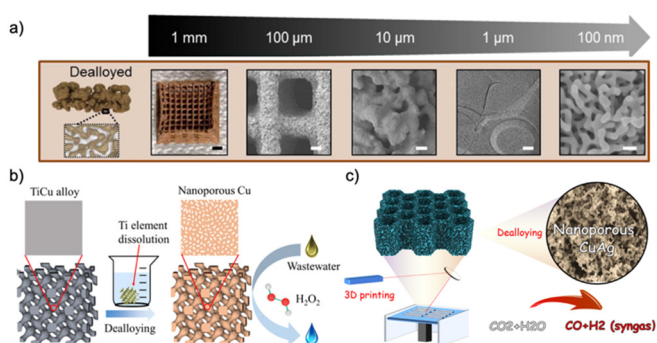 a)
1 mm
100 µm
10 µm
1 µm
100 nm
Dealloyed
b)
TiCu alloy
Nanoporous Cu
Ti element
dissolution
Wastewater
H₂O₂
Dealloying
c)
Dealloying
Nanoporous
CuAg
3D printing
CO2+H2O
CO+H2 (syngas)